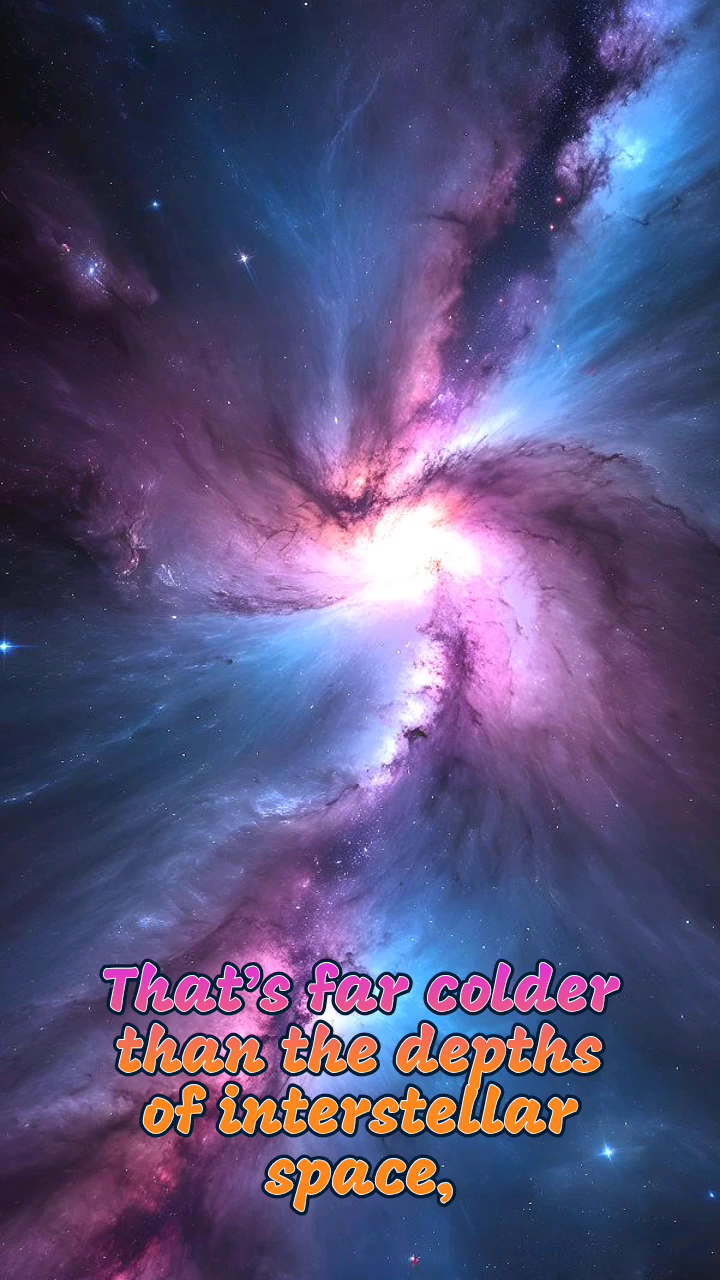 That's far colder
than the depths
of interstellar
space,